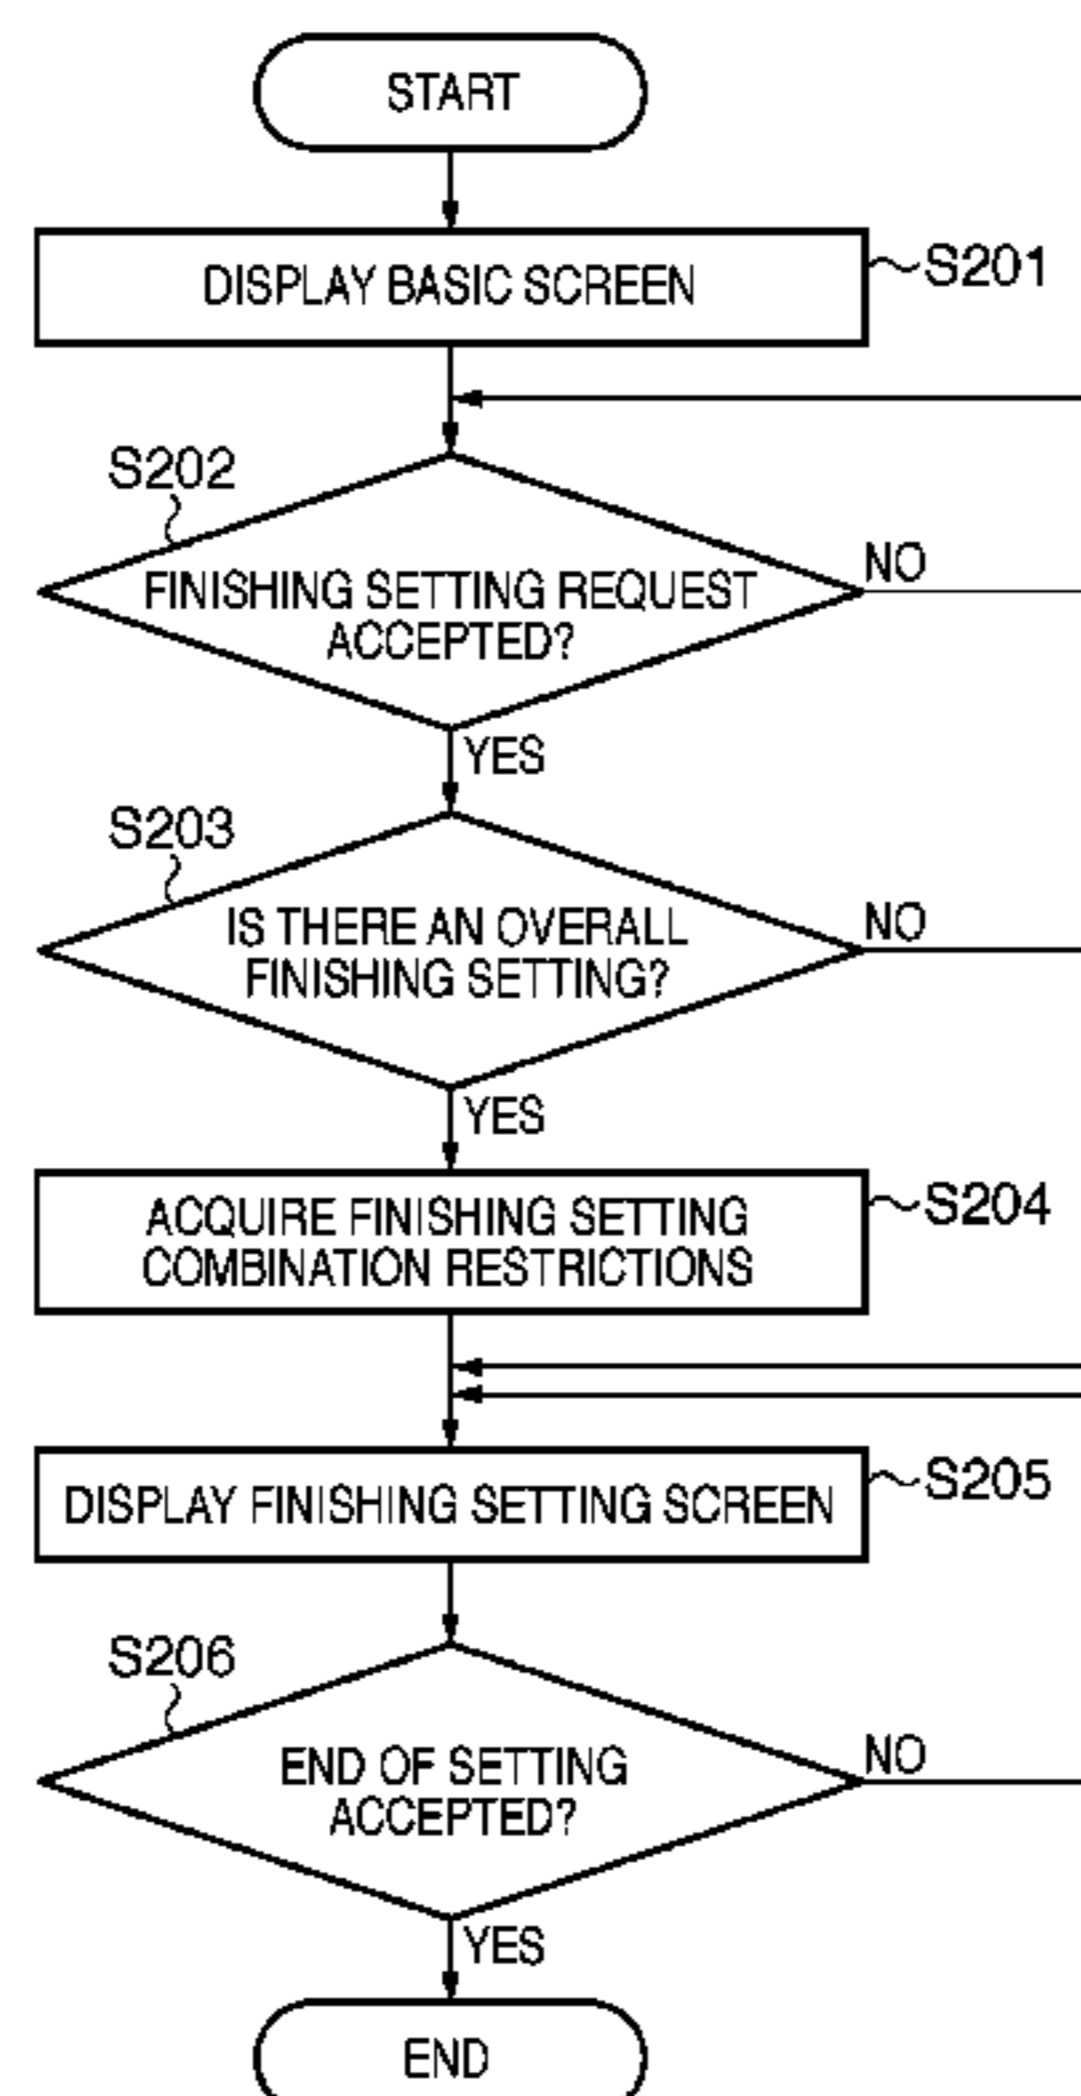 START
DISPLAY BASIC SCREEN
S201
S202
FINISHING SETTING REQUEST
ACCEPTED?
NO
YES
S203
IS THERE AN OVERALL
FINISHING SETTING?
NO
YES
ACQUIRE FINISHING SETTING
COMBINATION RESTRICTIONS
S204
DISPLAY FINISHING SETTING SCREEN
S205
S206
END OF SETTING
ACCEPTED?
NO
YES
END